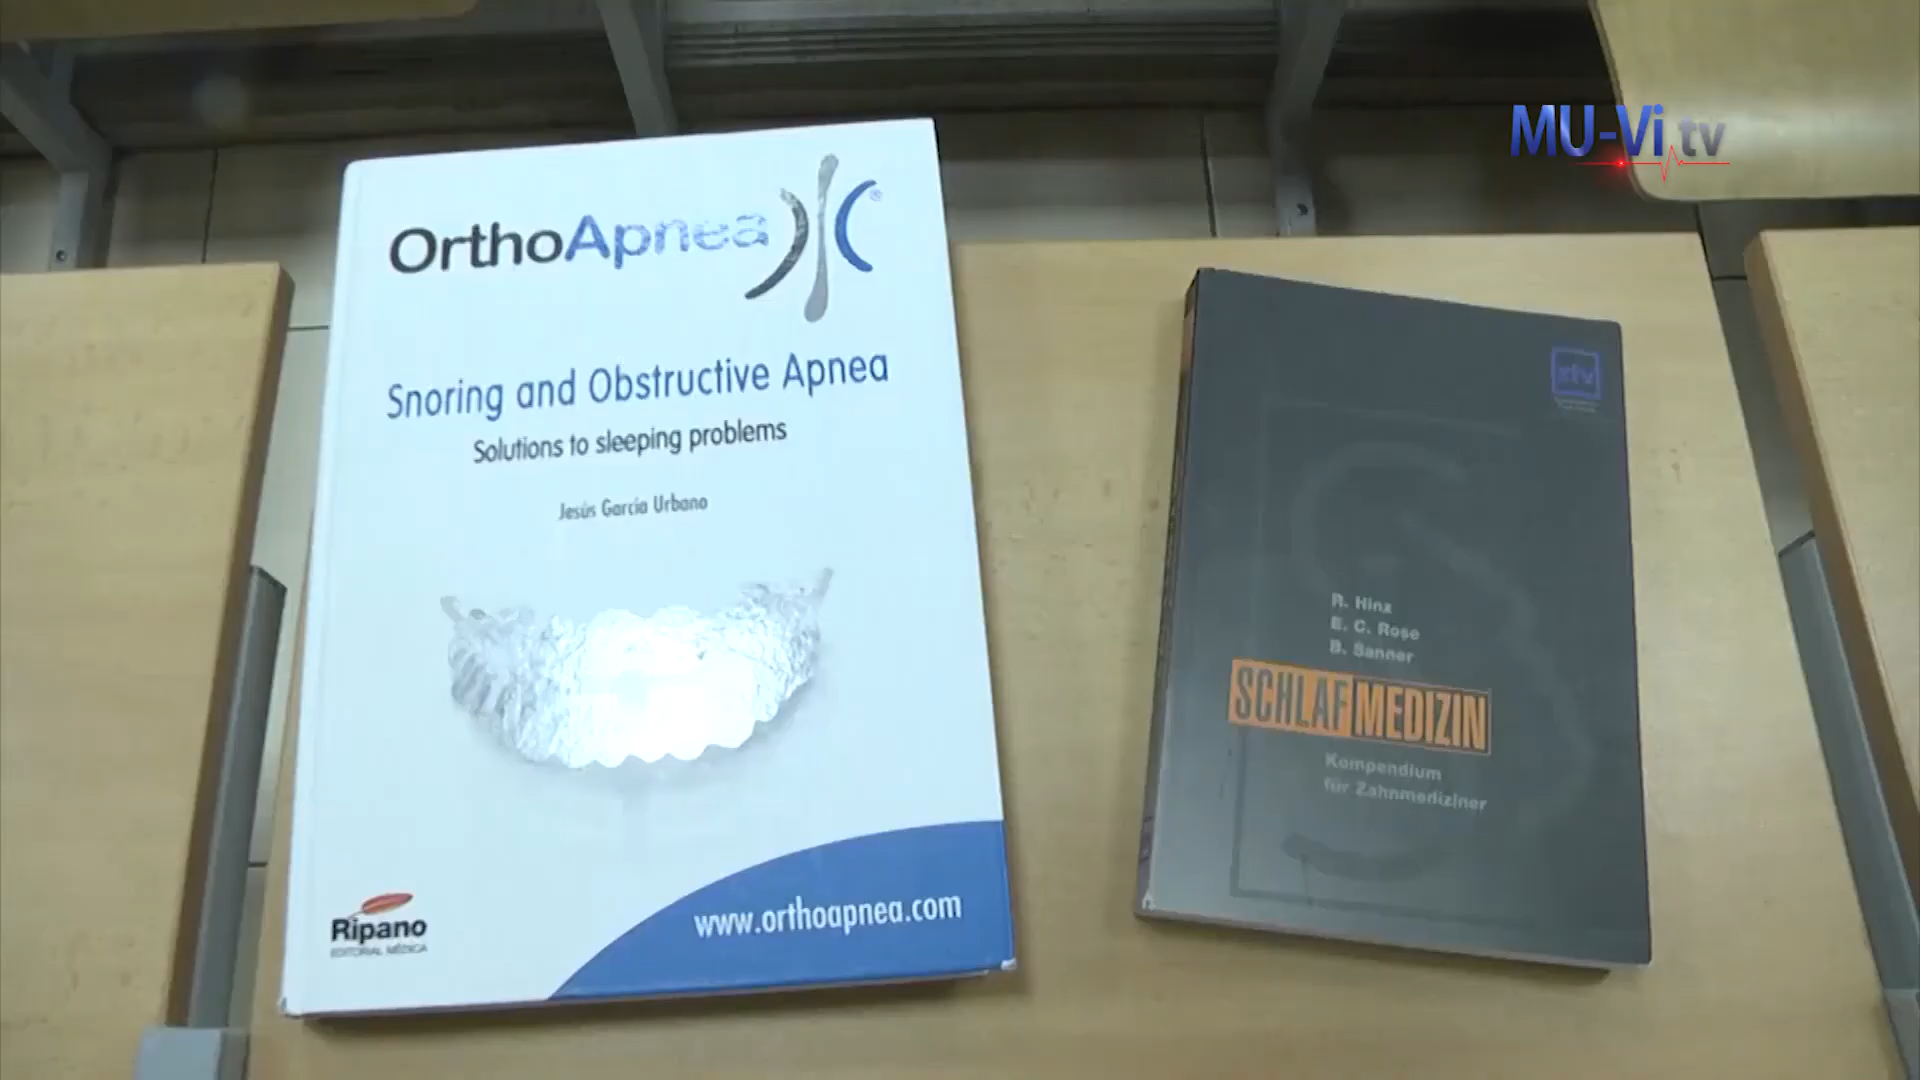 MU-Vi.tv
OrthoApnea
Snoring and Obstructive Apnea
Solutions to sleeping problems
Jesús García Urbano
Ripano
EDITORIAL MÉDICA
www.orthoapnea.com
R. Hinz
E. C. Rose
B. Sanner
SCHLAFMEDIZIN
Kompendium
für Zahnmediziner